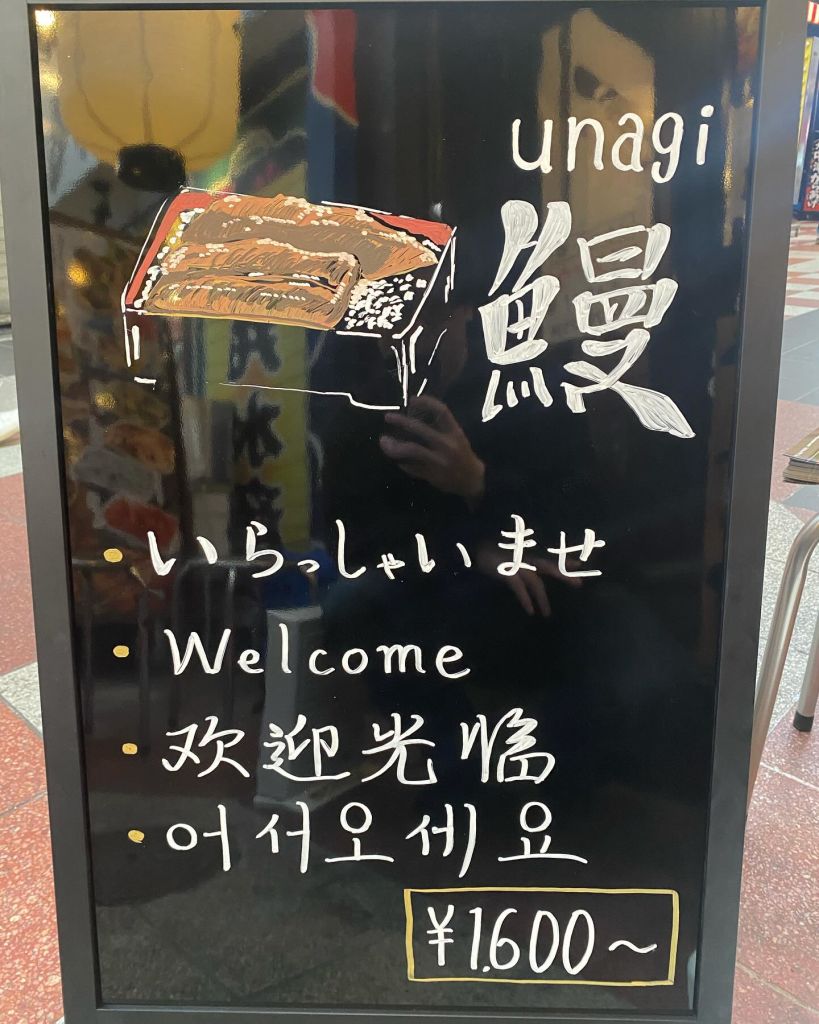 unagi
鰻
・いらっしゃいませ
・Welcome
・欢迎光临
・어서오세요
¥1,600~